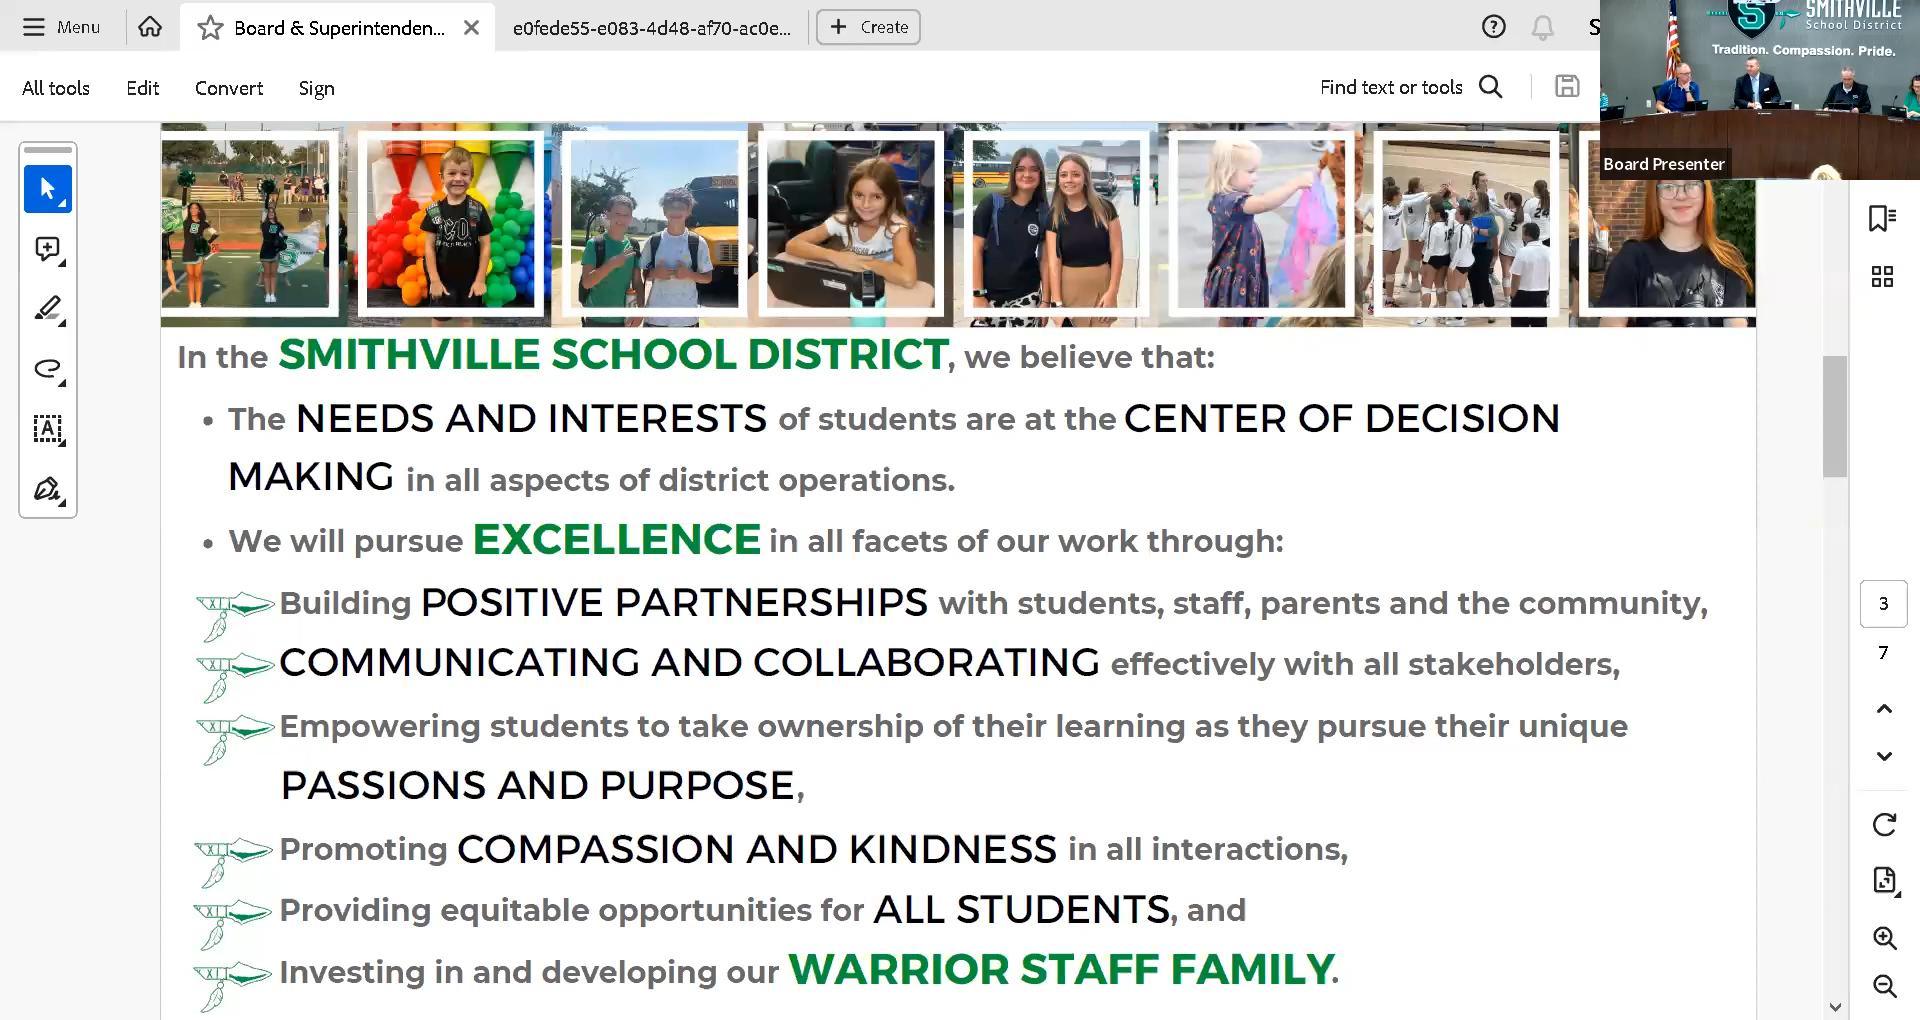 Menu
Board & Superintenden...
e0fede55-e083-4d48-af70-ac0e...
Create
S
All tools
Edit
Convert
Sign
Find text or tools
SMITHVILLE
School District
Tradition. Compassion. Pride.
Board Presenter
In the SMITHVILLE SCHOOL DISTRICT, we believe that:
• The NEEDS AND INTERESTS of students are at the CENTER OF DECISION
MAKING in all aspects of district operations.
• We will pursue EXCELLENCE in all facets of our work through:
Building POSITIVE PARTNERSHIPS with students, staff, parents and the community,
COMMUNICATING AND COLLABORATING effectively with all stakeholders,
Empowering students to take ownership of their learning as they pursue their unique
PASSIONS AND PURPOSE,
Promoting COMPASSION AND KINDNESS in all interactions,
Providing equitable opportunities for ALL STUDENTS, and
Investing in and developing our WARRIOR STAFF FAMILY.
3
7